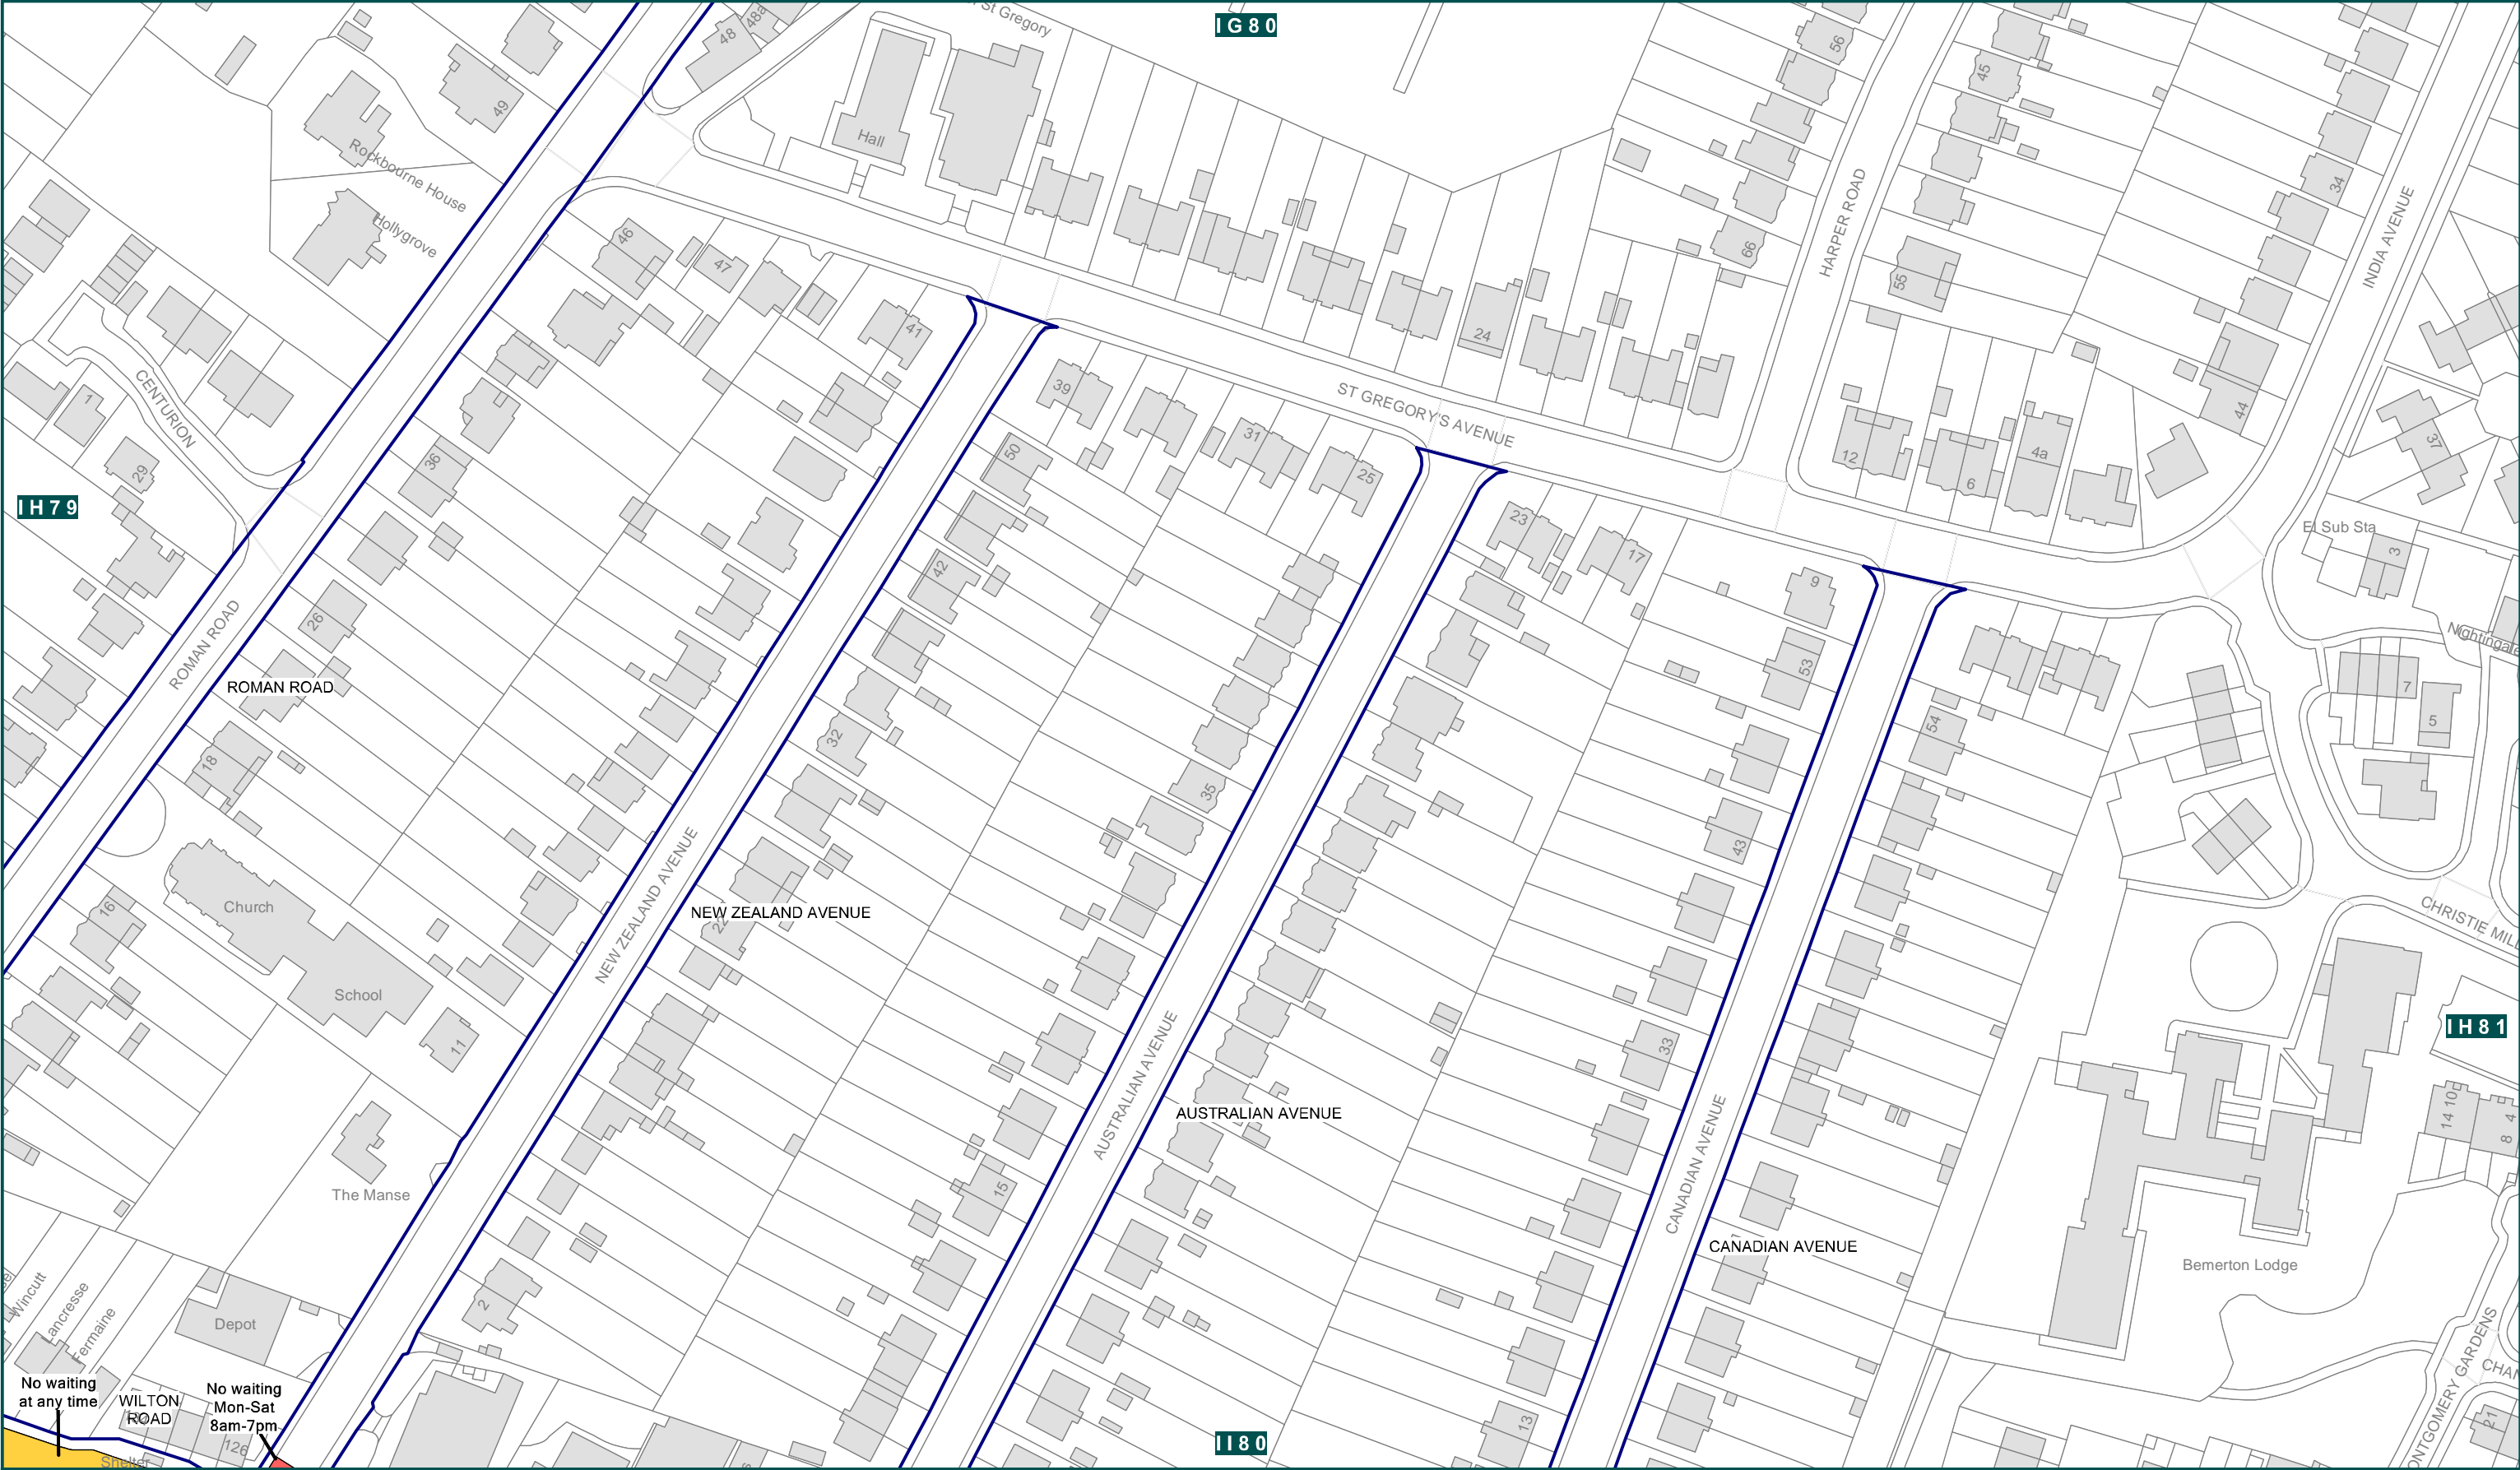 IG80
St Gregory
48
48a
56
49
45
Hall
Rockbourne House
Hollygrove
34
46
47
66
HARPER ROAD
INDIA AVENUE
55
41
24
1
CENTURION
39
ST GREGORY'S AVENUE
44
31
37
50
25
12
4a
6
36
29
IH79
23
17
El Sub Sta
3
42
9
26
Nightingale
ROMAN ROAD
53
ROMAN ROAD
7
5
54
32
18
35
43
NEW ZEALAND AVENUE
NEW ZEALAND AVENUE
22
16
Church
CHRISTIE MILL
School
11
33
IH81
AUSTRALIAN AVENUE
AUSTRALIAN AVENUE
14 10
4
8
CANADIAN AVENUE
15
The Manse
CANADIAN AVENUE
Bemerton Lodge
Wincutt
Lancresse
Fermaine
Depot
2
MONTGOMERY GARDENS
CHAN
No waiting
at any time
WILTON
ROAD
No waiting
Mon-Sat
8am-7pm
126
Shelter
13
II80
21